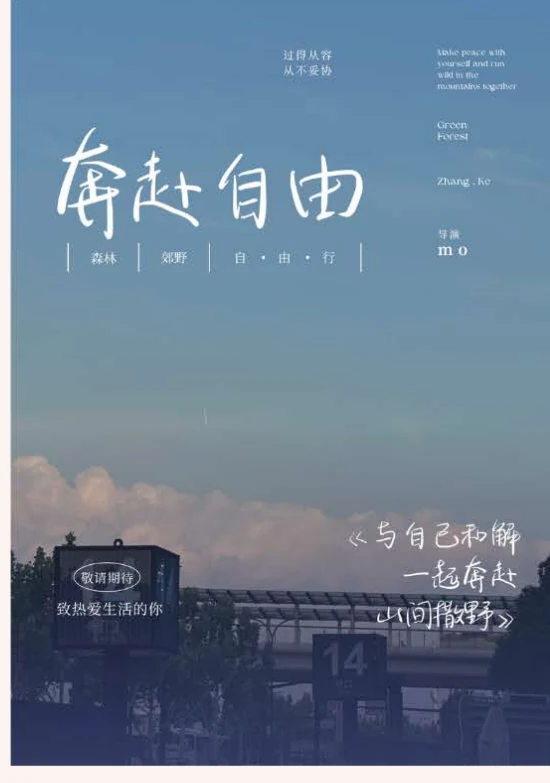 过得从容
从不妥协
Make peace with
yourself and run
wild in the
mountains together
Green
Forest
Zhang . Ke
导演
mo
奔赴自由
森林 郊野 自·由·行
《与自己和解
一起奔赴
山间撒野》
敬请期待
致热爱生活的你
14